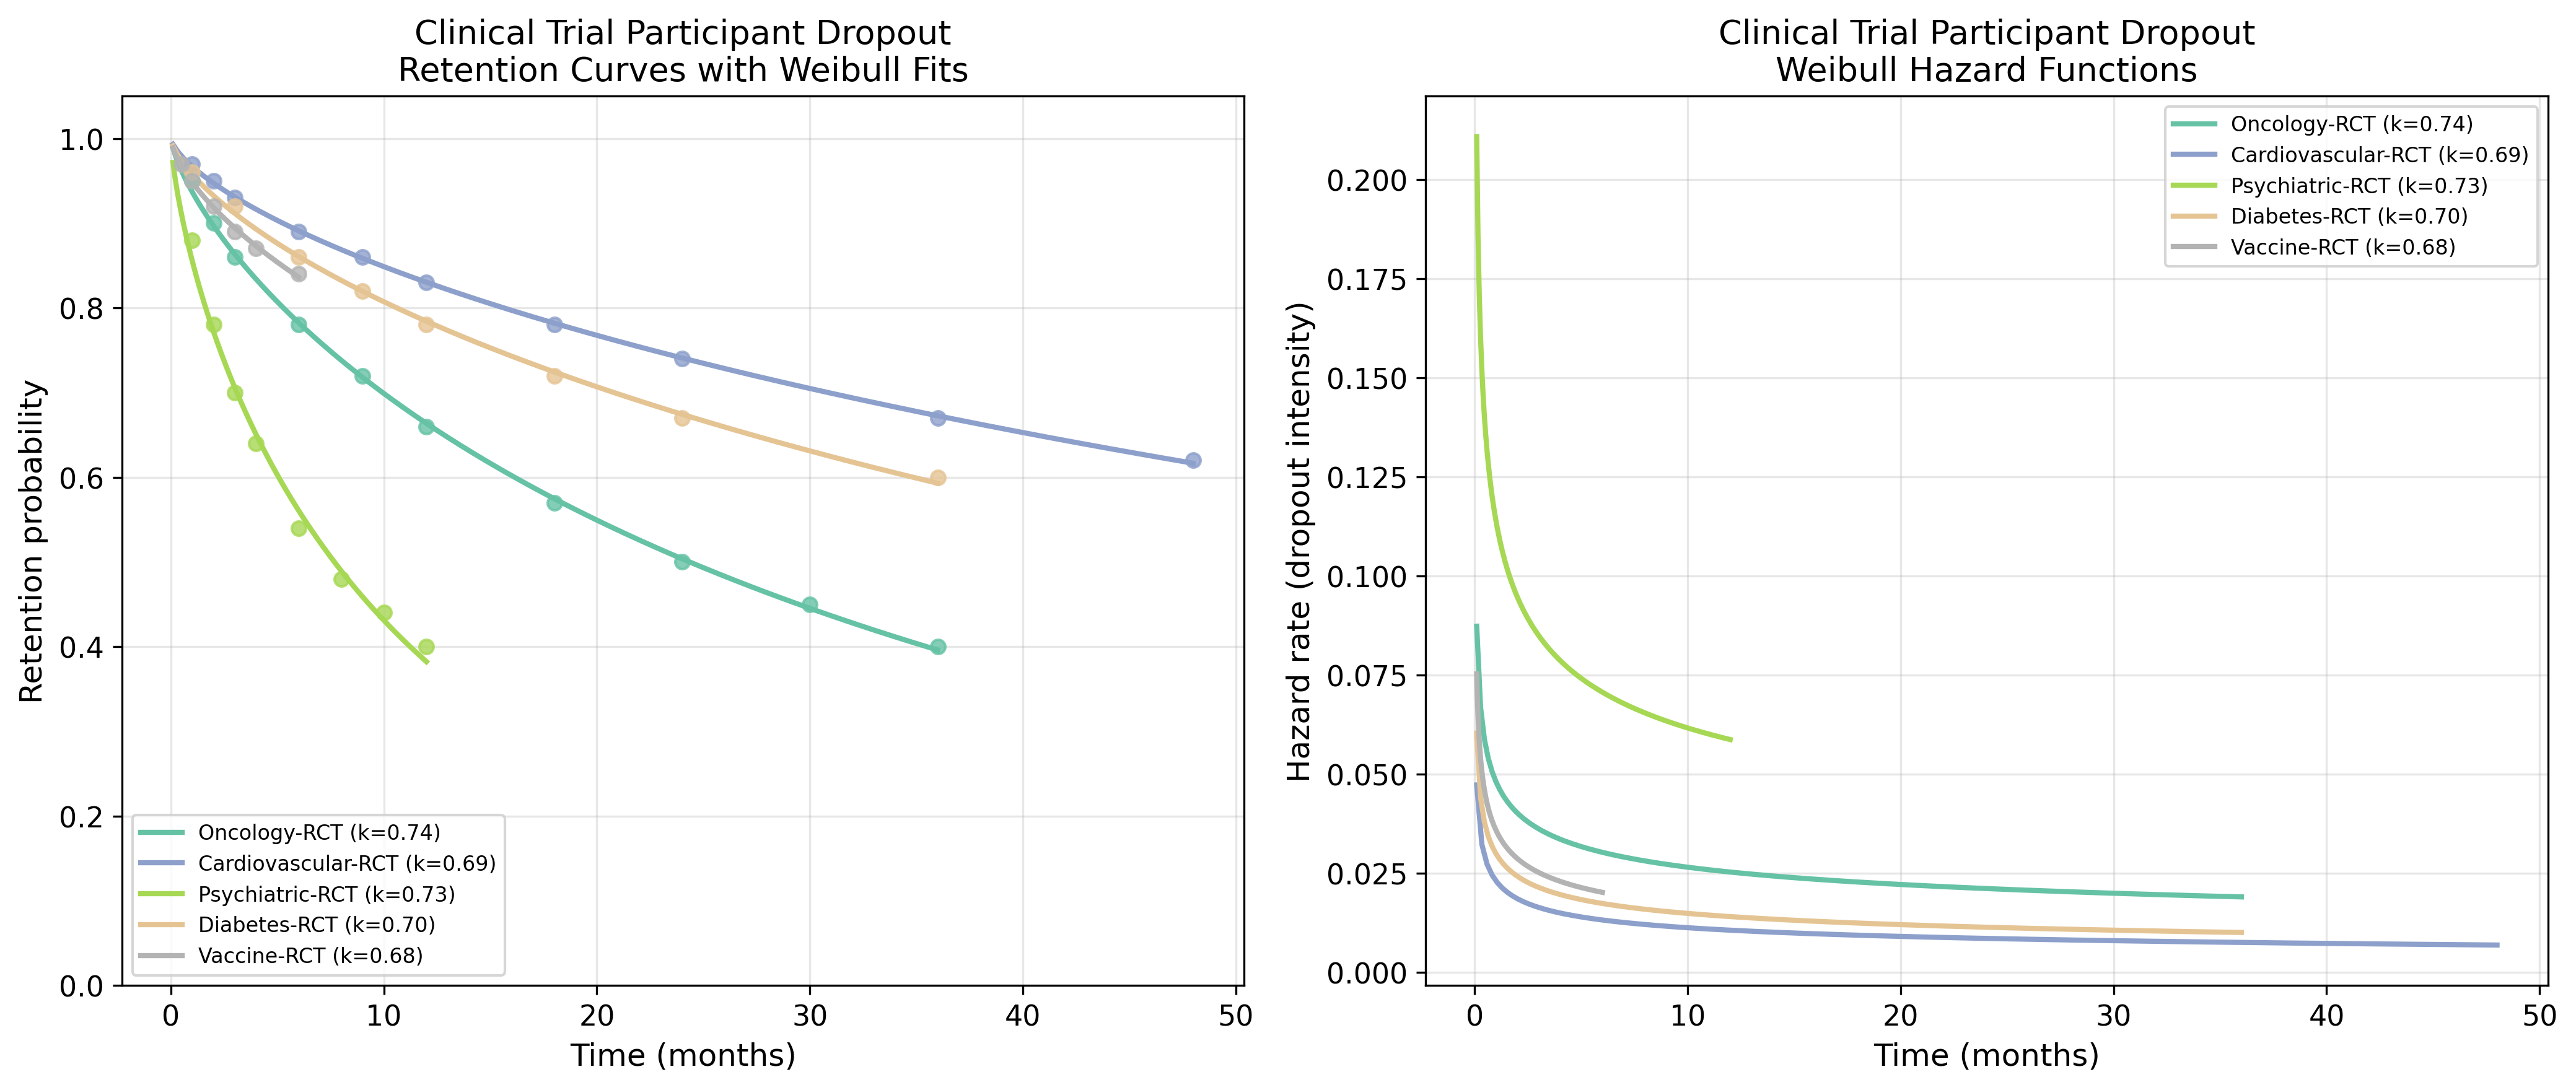 Clinical Trial Participant Dropout
Retention Curves with Weibull Fits
Retention probability
1.0
0.8
0.6
0.4
0.2
0.0
0
10
20
30
40
50
Time (months)
Oncology-RCT (k=0.74)
Cardiovascular-RCT (k=0.69)
Psychiatric-RCT (k=0.73)
Diabetes-RCT (k=0.70)
Vaccine-RCT (k=0.68)
Clinical Trial Participant Dropout
Weibull Hazard Functions
Hazard rate (dropout intensity)
0.200
0.175
0.150
0.125
0.100
0.075
0.050
0.025
0.000
0
10
20
30
40
50
Time (months)
Oncology-RCT (k=0.74)
Cardiovascular-RCT (k=0.69)
Psychiatric-RCT (k=0.73)
Diabetes-RCT (k=0.70)
Vaccine-RCT (k=0.68)